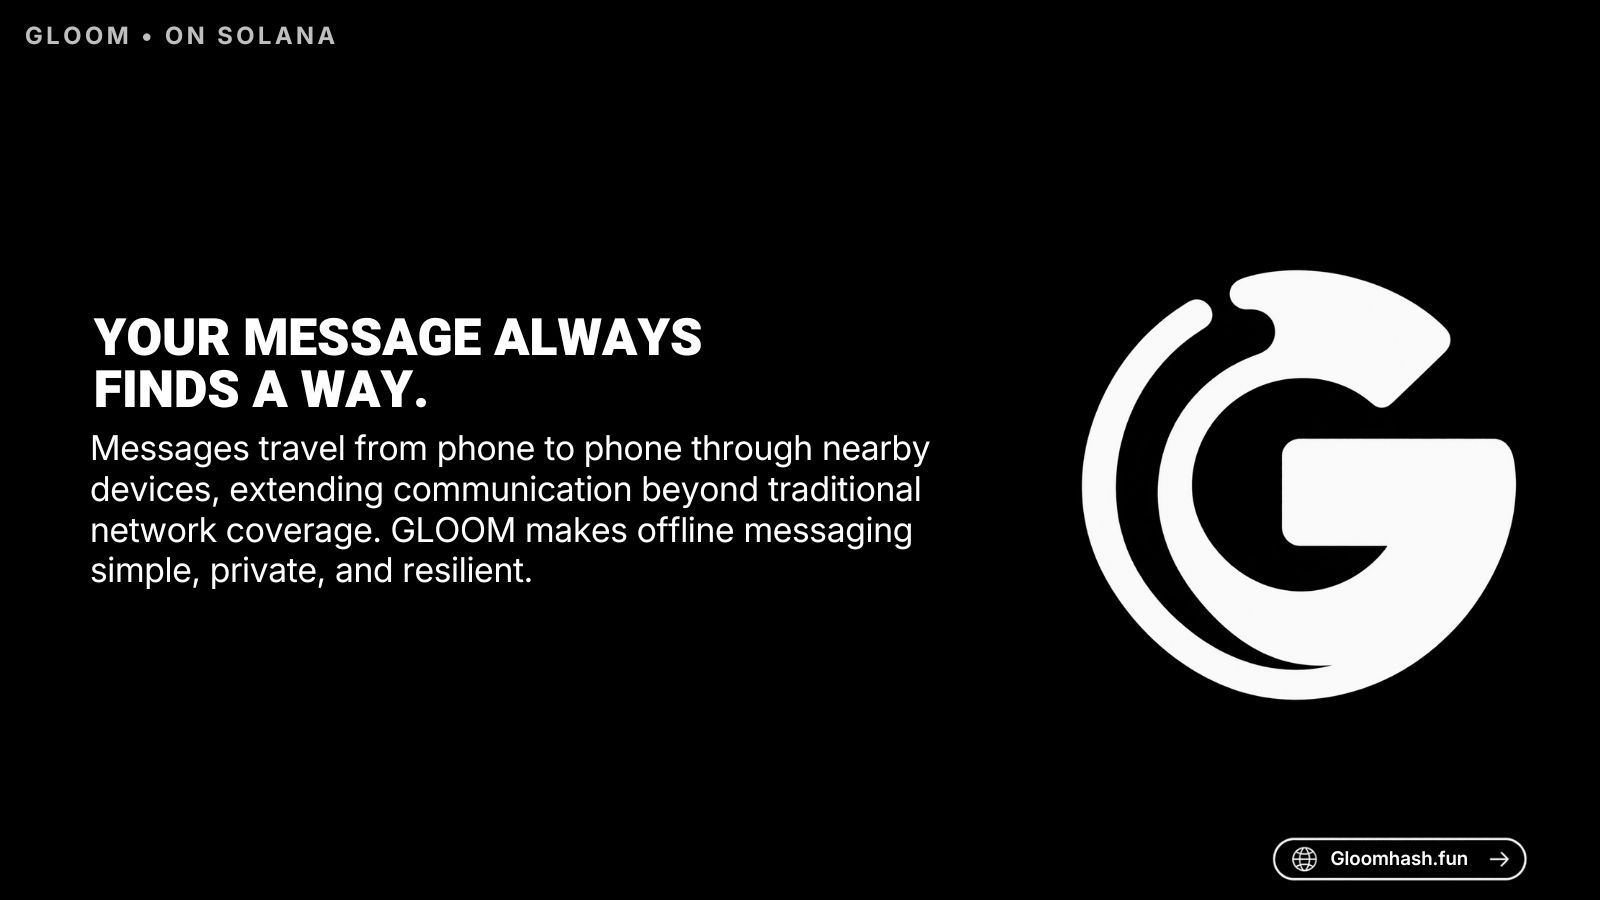 GLOOM • ON SOLANA
YOUR MESSAGE ALWAYS
FINDS A WAY.
Messages travel from phone to phone through nearby
devices, extending communication beyond traditional
network coverage. GLOOM makes offline messaging
simple, private, and resilient.
Gloomhash.fun →